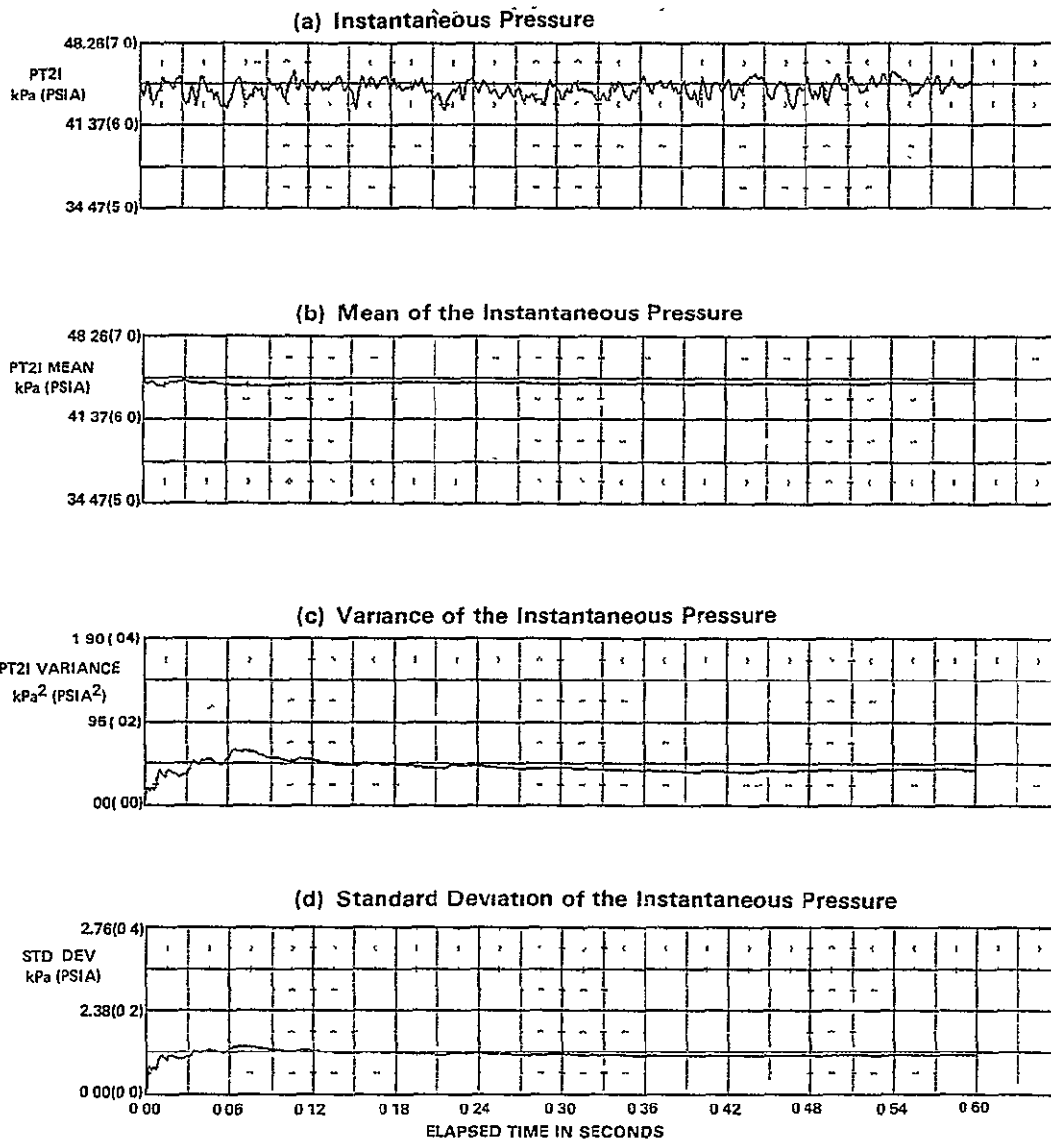 (a) Instantaneous Pressure
48.26(7 0)
PT2I
kPa (PSIA)
41 37(6 0)
34 47(5 0)
(b) Mean of the Instantaneous Pressure
48 26(7 0)
PT2I MEAN
kPa (PSIA)
41 37(6 0)
34 47(5 0)
(c) Variance of the Instantaneous Pressure
1 90 ( 04)
PT2I VARIANCE
kPa2 (PSIA2)
95 ( 02)
00( 00)
(d) Standard Deviation of the Instantaneous Pressure
2.76(0 4)
STD DEV
kPa (PSIA)
2.38(0 2)
0 00(0 0)
0 00 0 06 0 12 0 18 0 24 0 30 0 36 0 42 0 48 0 54 0 60
ELAPSED TIME IN SECONDS